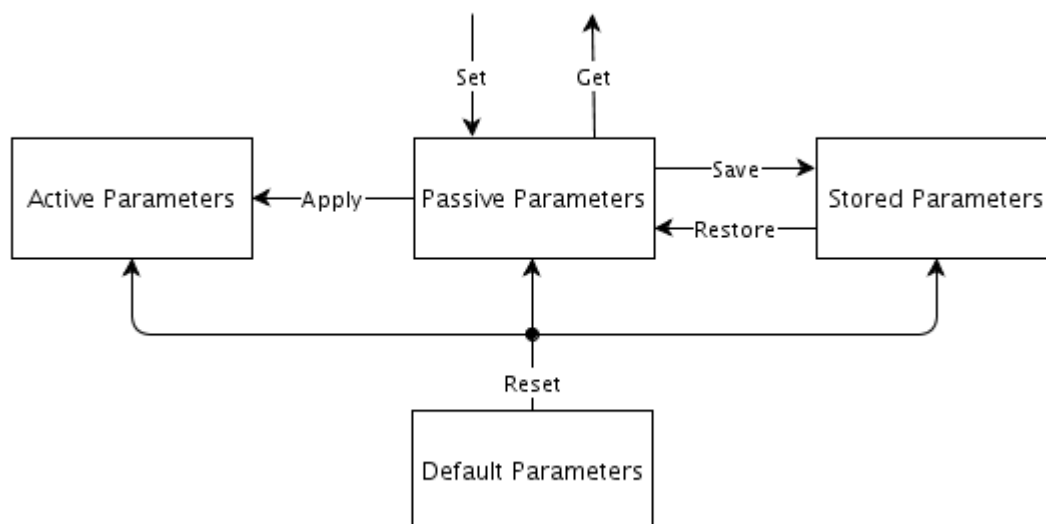 Set
Get
Active Parameters
Apply
Passive Parameters
Save
Restore
Stored Parameters
Reset
Default Parameters